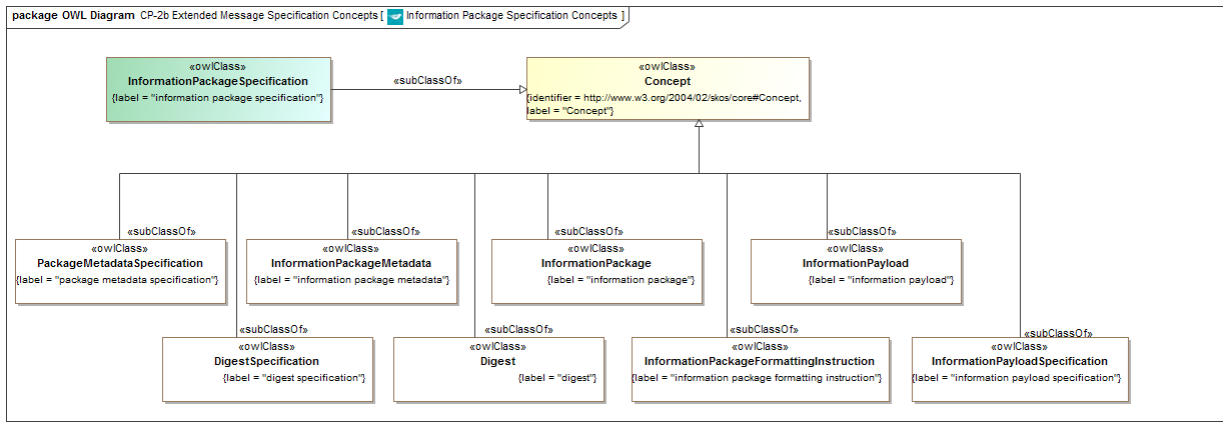 package OWL Diagram CP-2b Extended Message Specification Concepts [ Information Package Specification Concepts ]
«owlClass»
InformationPackageSpecification
{label = "information package specification"}
«subClassOf»
«owlClass»
Concept
{identifier = http://www.w3.org/2004/02/skos/core#Concept,
label = "Concept"}
«subClassOf»
«owlClass»
PackageMetadataSpecification
{label = "package metadata specification"}
«subClassOf»
«owlClass»
InformationPackageMetadata
{label = "information package metadata"}
«subClassOf»
«owlClass»
InformationPackage
{label = "information package"}
«subClassOf»
«owlClass»
InformationPayload
{label = "information payload"}
«subClassOf»
«owlClass»
DigestSpecification
{label = "digest specification"}
«subClassOf»
«owlClass»
Digest
{label = "digest"}
«subClassOf»
«owlClass»
InformationPackageFormattingInstruction
{label = "information package formatting instruction"}
«subClassOf»
«owlClass»
InformationPayloadSpecification
{label = "information payload specification"}